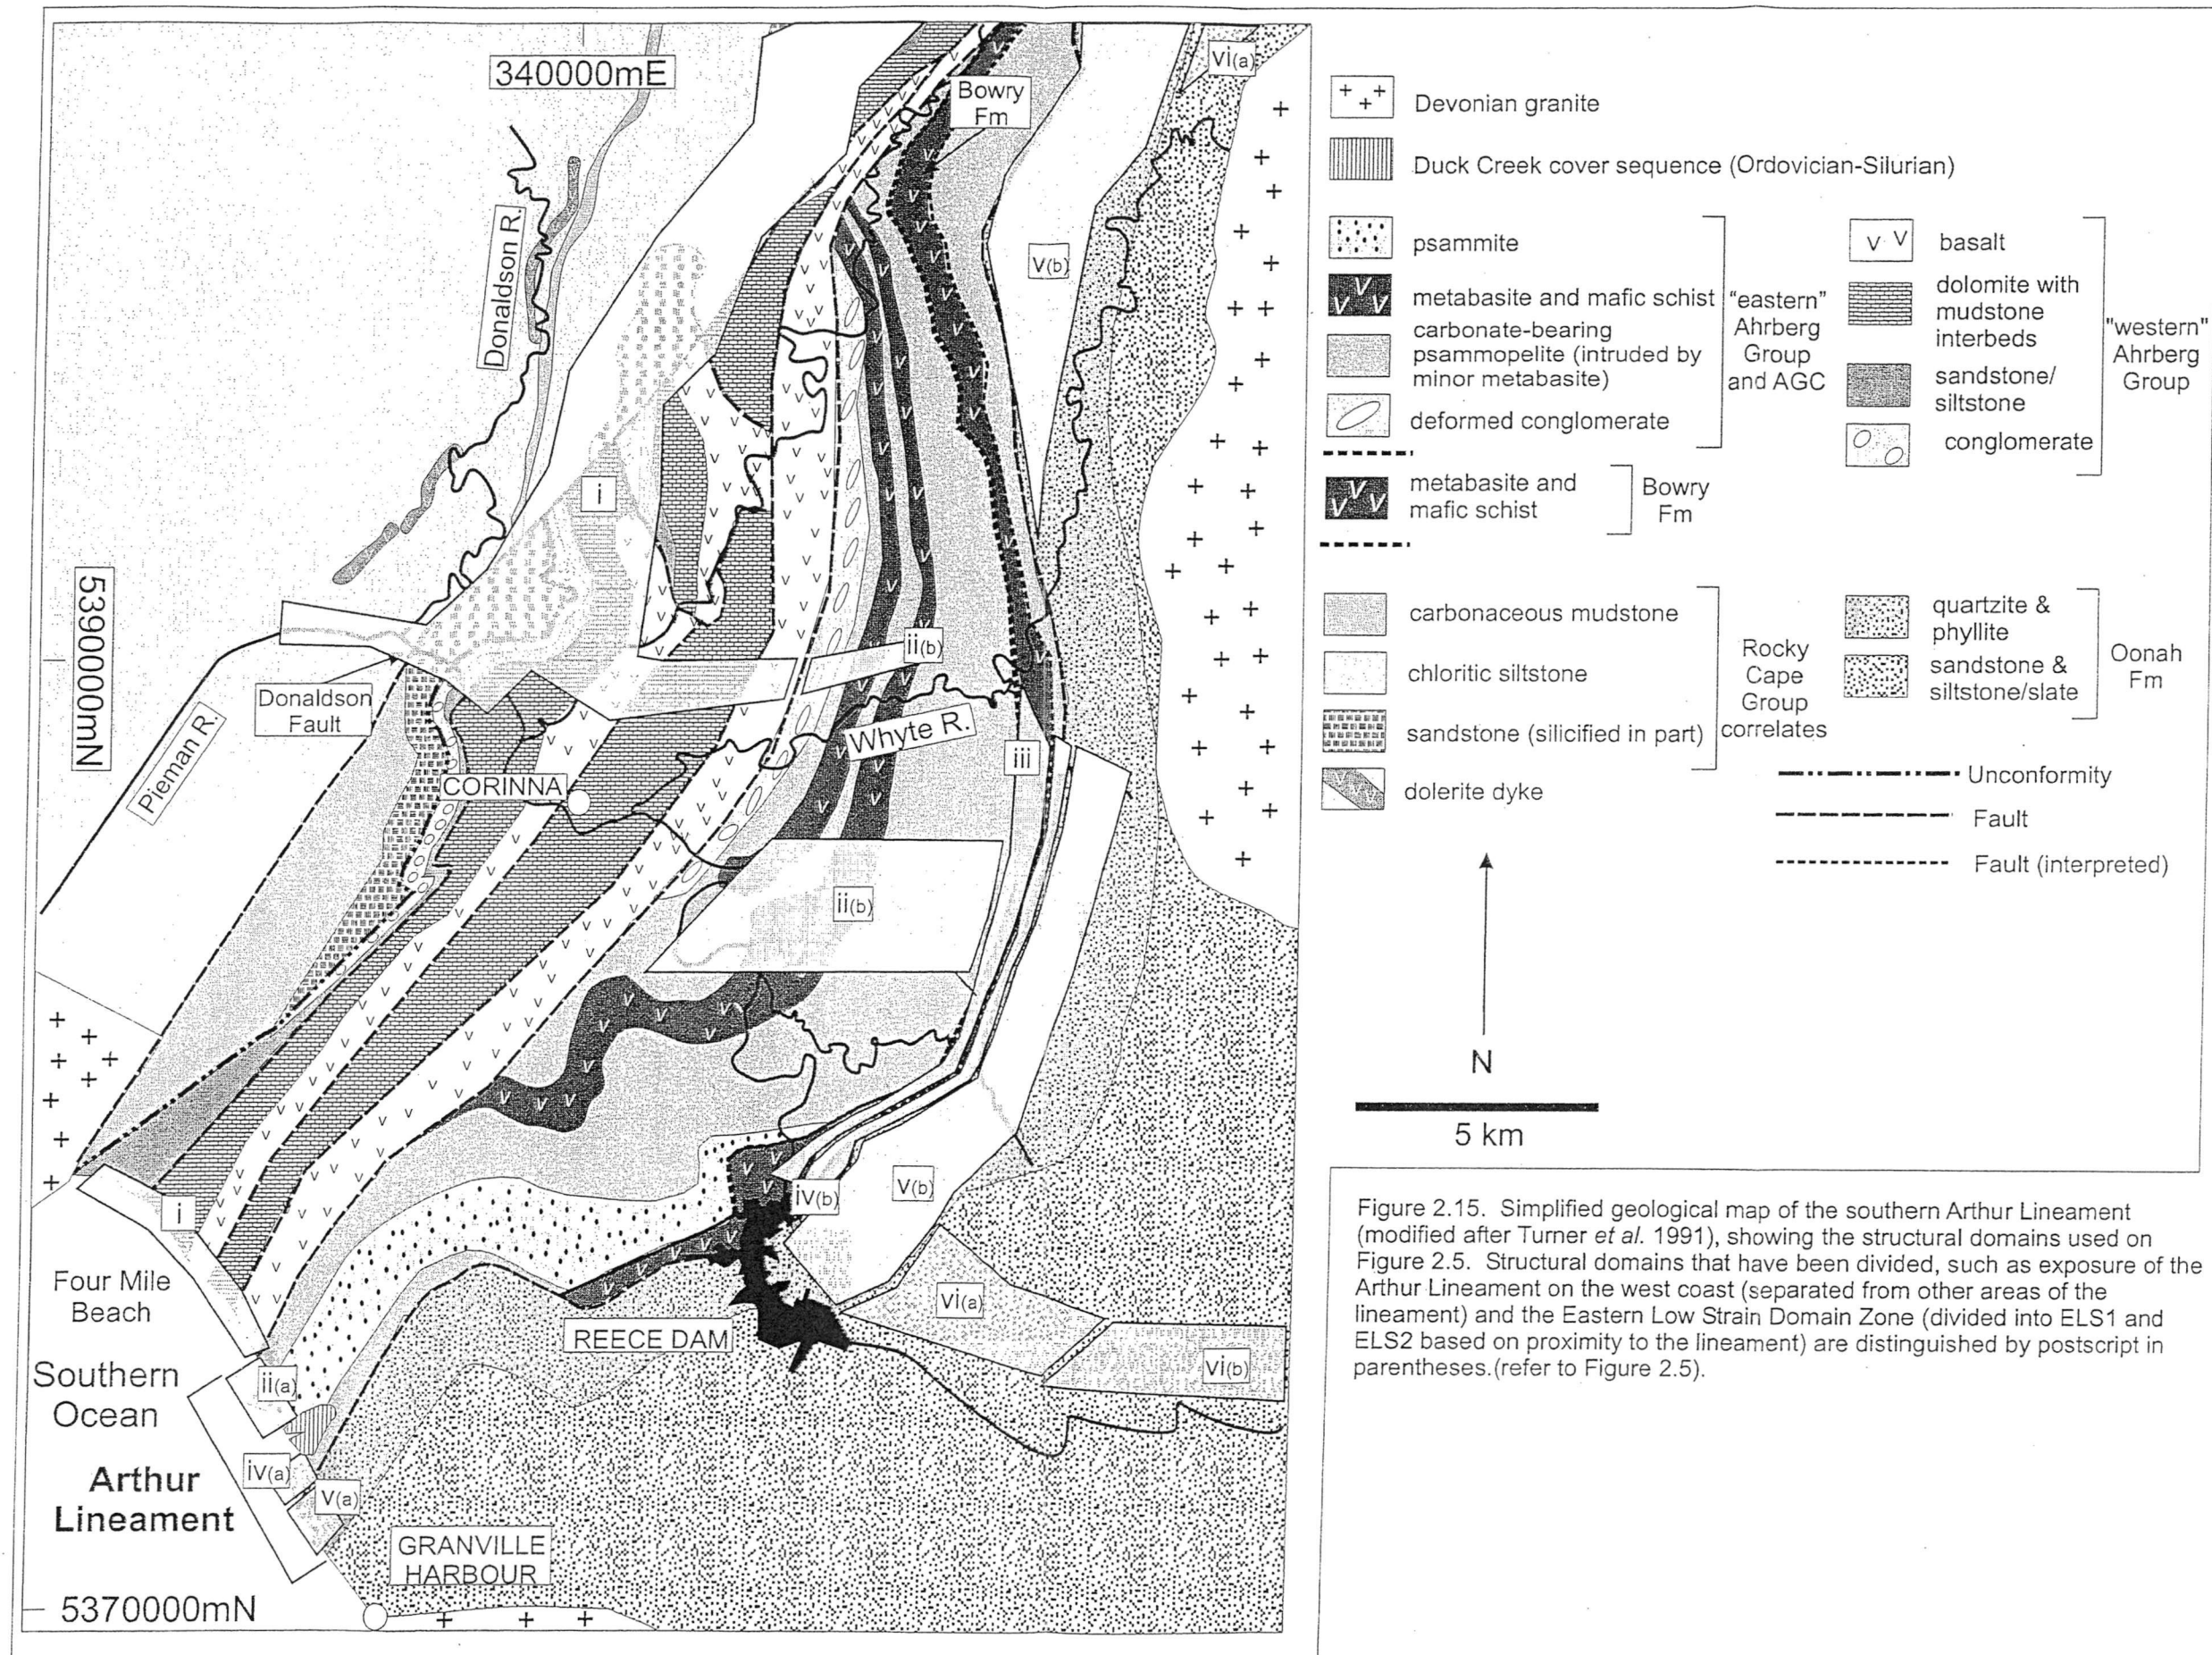 340000mE
Bowry
Fm
vi(a)
Donaldson R.
v(b)
i
5390000mN
ii(b)
Donaldson
Fault
Pieman R.
Whyte R.
iii
CORINNA
ii(b)
i
iv(b)
v(b)
Four Mile
Beach
REECE DAM
vi(a)
vi(b)
Southern
Ocean
ii(a)
Arthur
Lineament
iv(a)
v(a)
GRANVILLE
HARBOUR
5370000mN
Devonian granite
Duck Creek cover sequence (Ordovician-Silurian)
psammite
metabasite and mafic schist
carbonate-bearing
psammopelite (intruded by
minor metabasite)
deformed conglomerate
"eastern"
Ahrberg
Group
and AGC
metabasite and
mafic schist
Bowry
Fm
basalt
dolomite with
mudstone
interbeds
sandstone/
siltstone
conglomerate
"western"
Ahrberg
Group
carbonaceous mudstone
chloritic siltstone
sandstone (silicified in part)
Rocky
Cape
Group
correlates
dolerite dyke
quartzite &
phyllite
sandstone &
siltstone/slate
Oonah
Fm
Unconformity
Fault
Fault (interpreted)
N
5 km
Figure 2.15. Simplified geological map of the southern Arthur Lineament
(modified after Turner et al. 1991), showing the structural domains used on
Figure 2.5. Structural domains that have been divided, such as exposure of the
Arthur Lineament on the west coast (separated from other areas of the
lineament) and the Eastern Low Strain Domain Zone (divided into ELS1 and
ELS2 based on proximity to the lineament) are distinguished by postscript in
parentheses.(refer to Figure 2.5).